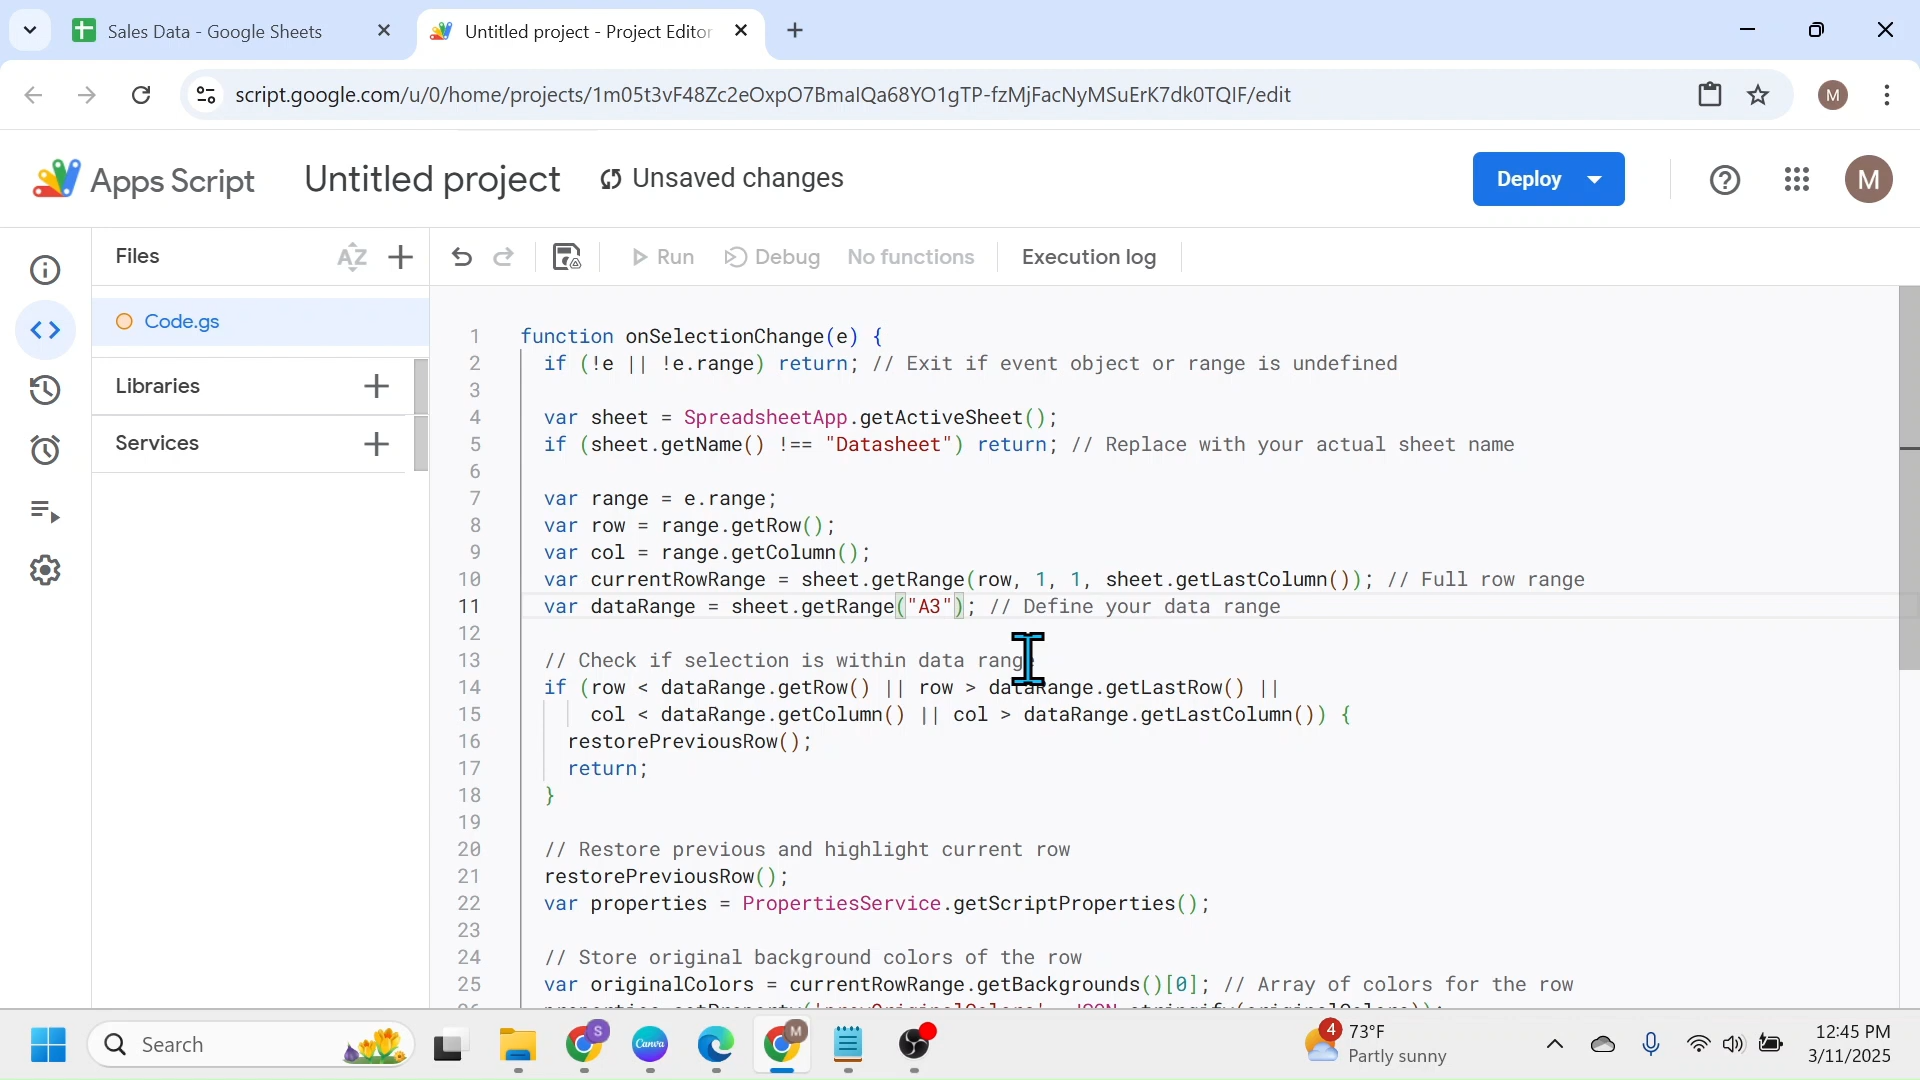 Sales Data - Google Sheets
Untitled project - Project Editor
script.google.com/u/0/home/projects/1m05t3vF48Zc2eOxpO7BmaIQa68YO1gTP-fzMjFacNyMSuErK7dk0TQIF/edit
M
Apps Script
Untitled project
Unsaved changes
Deploy
M
Files
AZ
Run
Debug
No functions
Execution log
Code.gs
Libraries
Services
1 function onSelectionChange(e) {
2 if (!e || !e.range) return; // Exit if event object or range is undefined
3
4 var sheet = SpreadsheetApp.getActiveSheet();
5 if (sheet.getName() !== "Datasheet") return; // Replace with your actual sheet name
6
7 var range = e.range;
8 var row = range.getRow();
9 var col = range.getColumn();
10 var currentRowRange = sheet.getRange(row, 1, 1, sheet.getLastColumn()); // Full row range
11 var dataRange = sheet.getRange("A3"); // Define your data range
12
13 // Check if selection is within data range
14 if (row < dataRange.getRow() || row > dataRange.getLastRow() ||
15 col < dataRange.getColumn() || col > dataRange.getLastColumn()) {
16 restorePreviousRow();
17 return;
18 }
19
20 // Restore previous and highlight current row
21 restorePreviousRow();
22 var properties = PropertiesService.getScriptProperties();
23
24 // Store original background colors of the row
25 var originalColors = currentRowRange.getBackgrounds()[0]; // Array of colors for the row
Search
S
Canva
M
4
73°F
Partly sunny
12:45 PM
3/11/2025